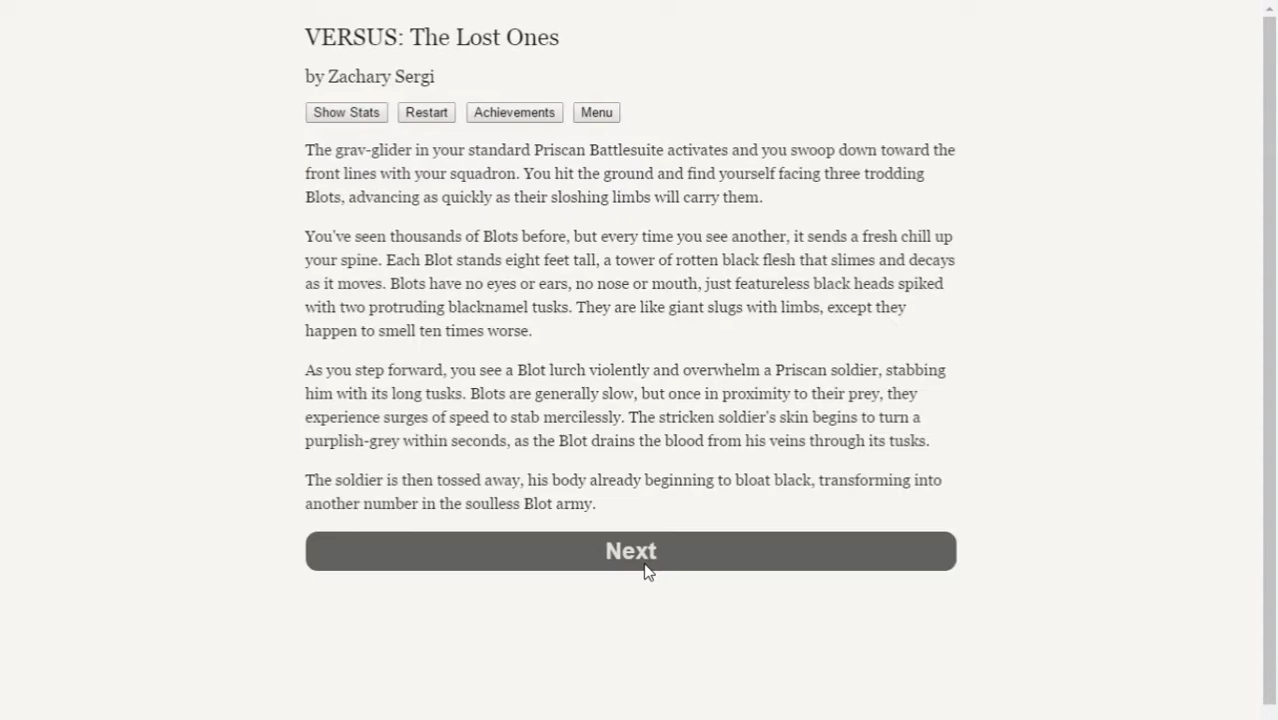 VERSUS: The Lost Ones
by Zachary Sergi
Show Stats Restart Achievements Menu
The grav-glider in your standard Priscan Battlesuite activates and you swoop down toward the
front lines with your squadron. You hit the ground and find yourself facing three trodding
Blots, advancing as quickly as their sloshing limbs will carry them.
You've seen thousands of Blots before, but every time you see another, it sends a fresh chill up
your spine. Each Blot stands eight feet tall, a tower of rotten black flesh that slimes and decays
as it moves. Blots have no eyes or ears, no nose or mouth, just featureless black heads spiked
with two protruding blacknamel tusks. They are like giant slugs with limbs, except they
happen to smell ten times worse.
As you step forward, you see a Blot lurch violently and overwhelm a Priscan soldier, stabbing
him with its long tusks. Blots are generally slow, but once in proximity to their prey, they
experience surges of speed to stab mercilessly. The stricken soldier's skin begins to turn a
purplish-grey within seconds, as the Blot drains the blood from his veins through its tusks.
The soldier is then tossed away, his body already beginning to bloat black, transforming into
another number in the soulless Blot army.
Next